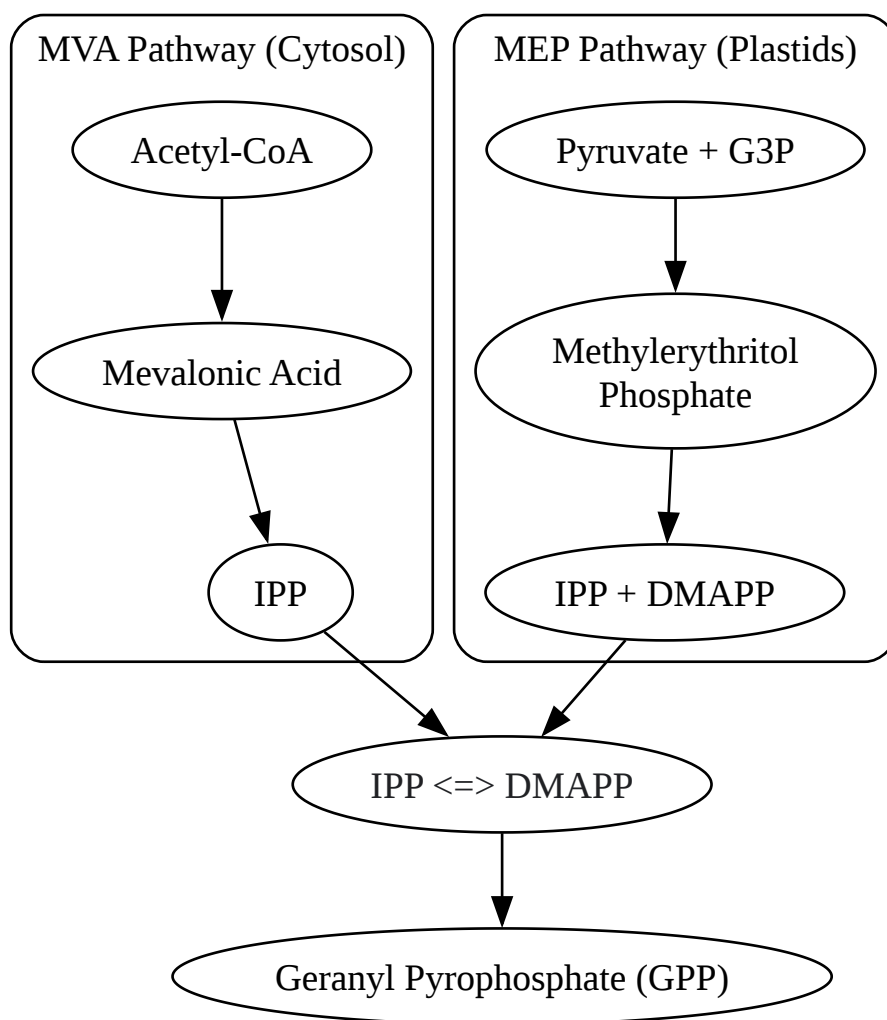 MVA Pathway (Cytosol)
Acetyl-CoA
Mevalonic Acid
IPP
MEP Pathway (Plastids)
Pyruvate + G3P
Methylerythritol
Phosphate
IPP + DMAPP
IPP <=> DMAPP
Geranyl Pyrophosphate (GPP)